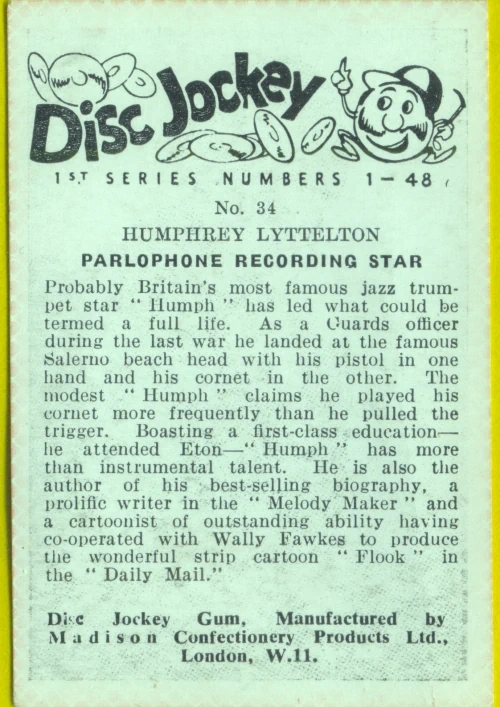 Disc Jockey
1ST SERIES NUMBERS 1-48
No. 34
HUMPHREY LYTTELTON
PARLOPHONE RECORDING STAR
Probably Britain's most famous jazz trum-
pet star "Humph" has led what could be
termed a full life. As a Guards officer
during the last war he landed at the famous
Salerno beach head with his pistol in one
hand and his cornet in the other. The
modest "Humph" claims he played his
cornet more frequently than he pulled the
trigger. Boasting a first-class education—
he attended Eton—"Humph" has more
than instrumental talent. He is also the
author of his best-selling biography, a
prolific writer in the "Melody Maker" and
a cartoonist of outstanding ability having
co-operated with Wally Fawkes to produce
the wonderful strip cartoon "Flook" in
the "Daily Mail."
Disc Jockey Gum, Manufactured by
Madison Confectionery Products Ltd.,
London, W.11.